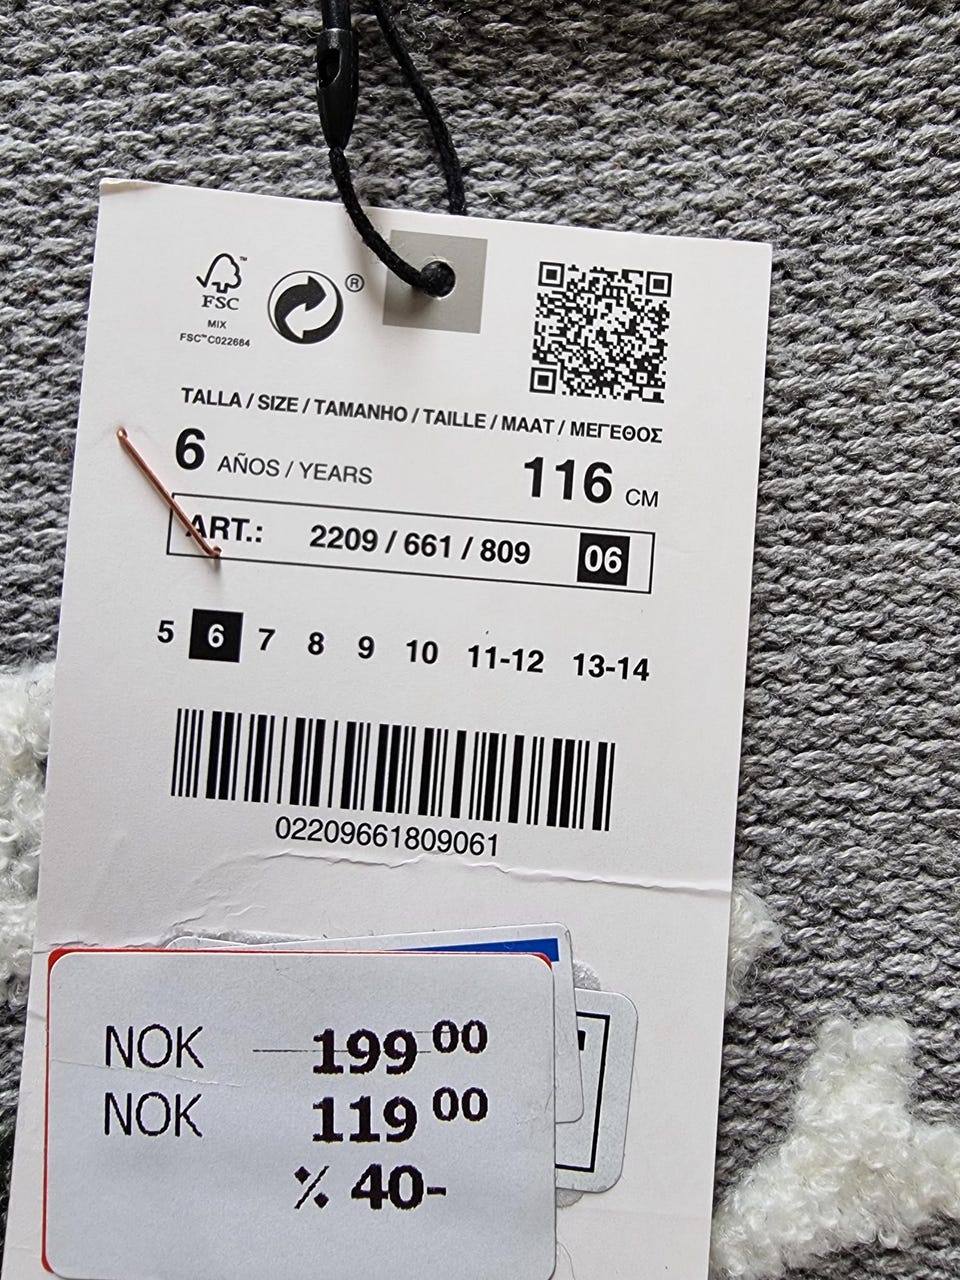 FSC™
MIX
FSC™ C022684
®
TALLA / SIZE / TAMANHO / TAILLE / MAAT / ΜΕΓΕΘΟΣ
6 AÑOS / YEARS 116 CM
ART.: 2209 / 661 / 809 06
5 6 7 8 9 10 11-12 13-14
02209661809061
NOK 199 00
NOK 119 00
% 40-